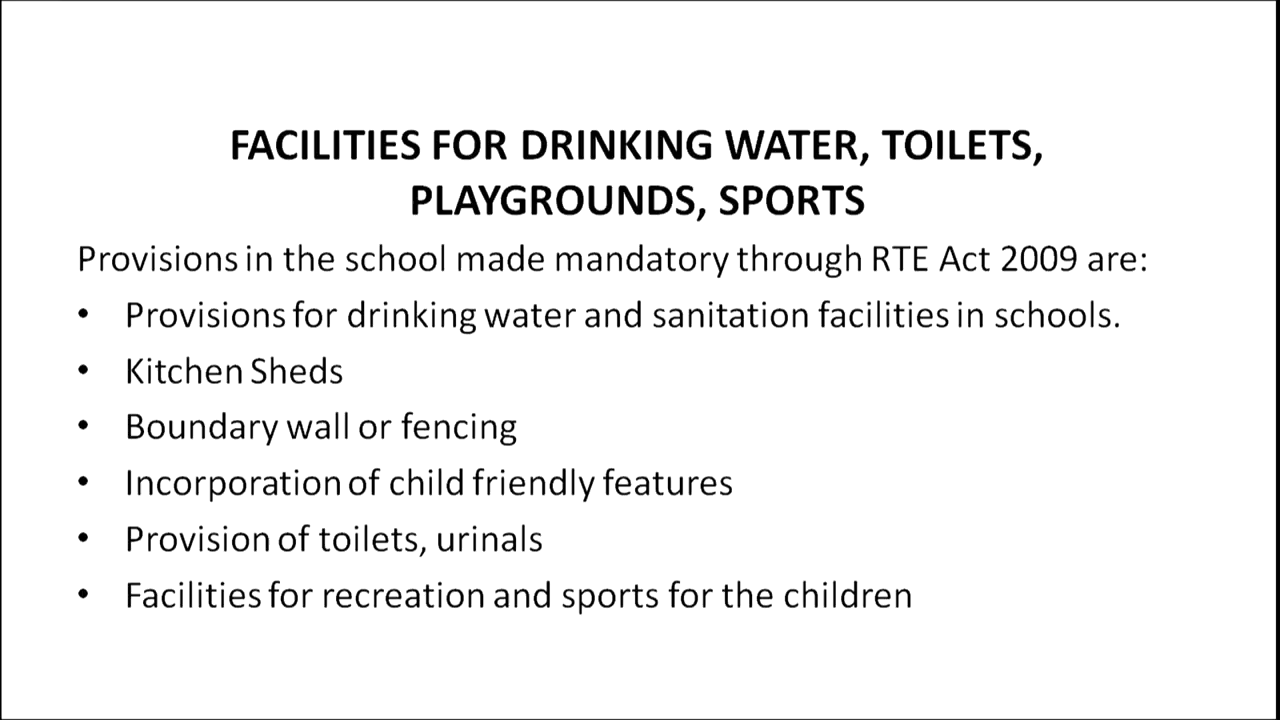 FACILITIES FOR DRINKING WATER, TOILETS,
PLAYGROUNDS, SPORTS
Provisions in the school made mandatory through RTE Act 2009 are:
• Provisions for drinking water and sanitation facilities in schools.
• Kitchen Sheds
• Boundary wall or fencing
• Incorporation of child friendly features
• Provision of toilets, urinals
• Facilities for recreation and sports for the children